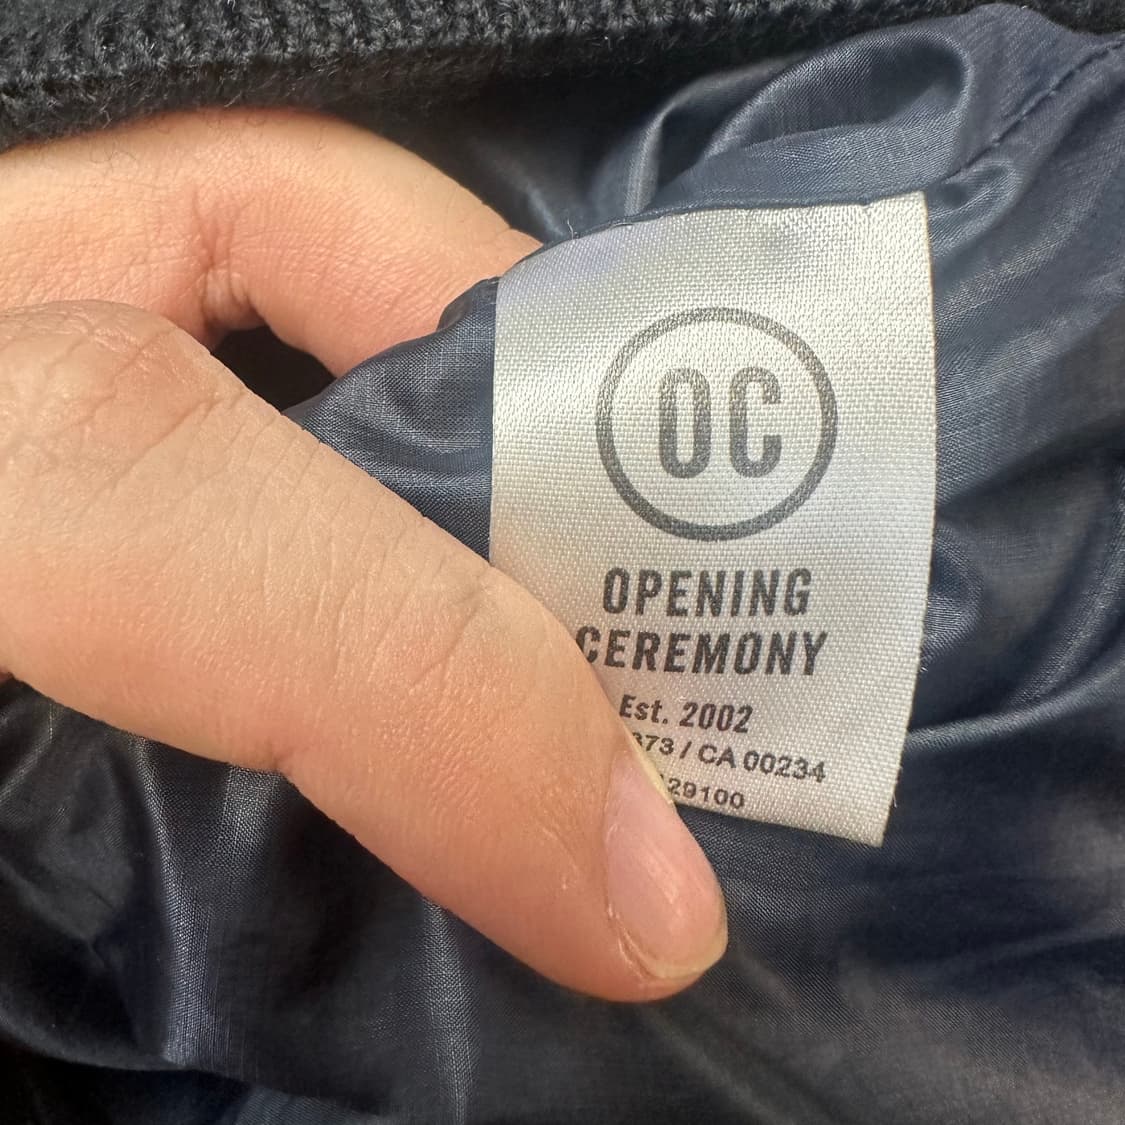 OC
OPENING
CEREMONY
Est. 2002
373 / CA 00234
29100